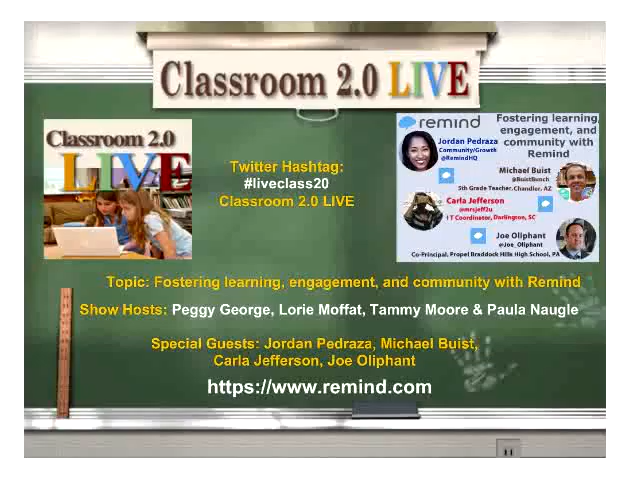 Classroom 2.0 LIVE
Classroom 2.0
LIVE
Twitter Hashtag:
#liveclass20
Classroom 2.0 LIVE
remind
Fostering learning,
engagement, and
community with
Remind
Jordan Pedraza
Community/Growth
@RemindHQ
Michael Buist
@BuistBunch
5th Grade Teacher, Chandler, AZ
Carla Jefferson
@mrsjeff2u
IT Coordinator, Darlington, SC
Joe Oliphant
@Joe_Oliphant
Co-Principal, Propel Braddock Hills High School, PA
Topic: Fostering learning, engagement, and community with Remind
Show Hosts: Peggy George, Lorie Moffat, Tammy Moore & Paula Naugle
Special Guests: Jordan Pedraza, Michael Buist,
Carla Jefferson, Joe Oliphant
https://www.remind.com